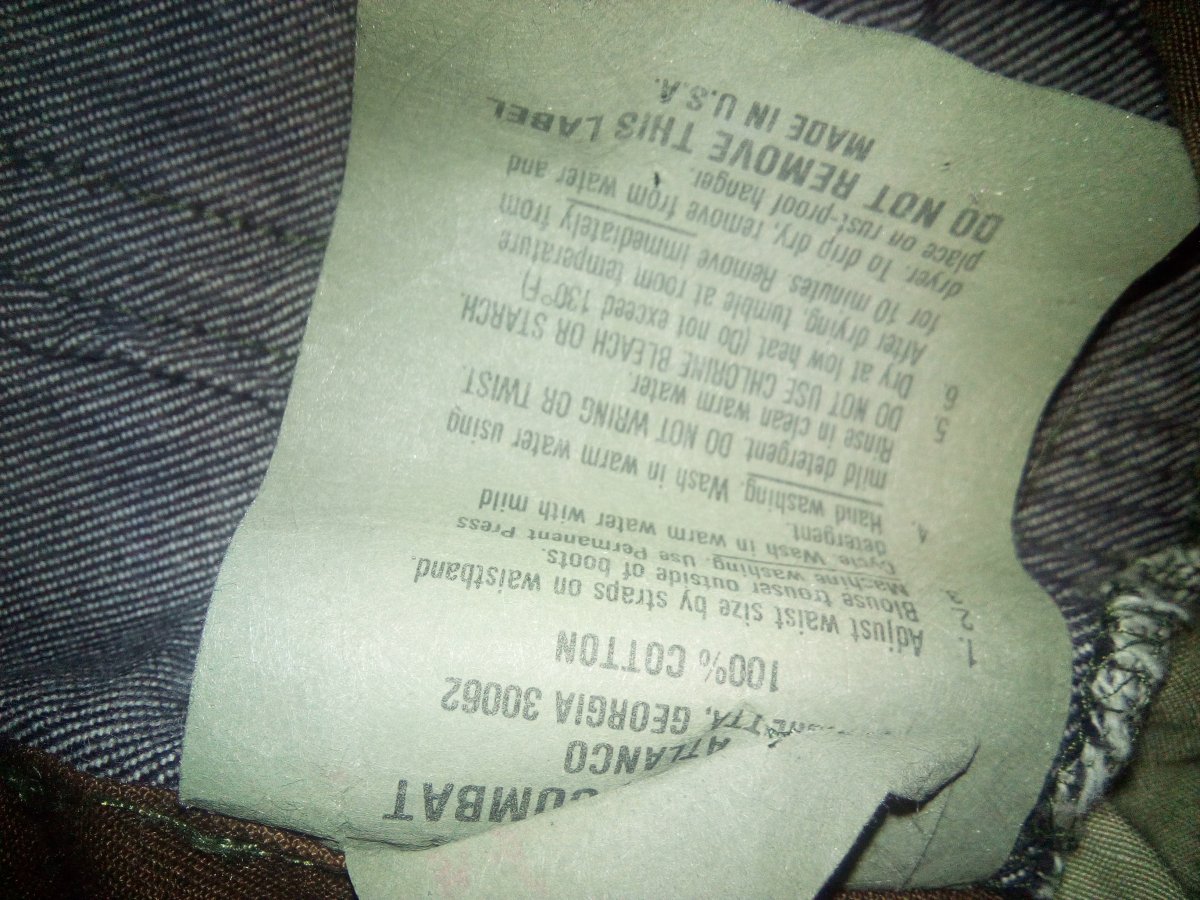 COMBAT
ATLANCO
GEORGIA 30062
100% COTTON
1. Adjust waist size by straps on waistband.
2. Blouse trouser outside of boots.
3. Machine washing. Use Permanent Press
Cycle. Wash in warm water with mild
detergent.
4. Hand washing. Wash in warm water using
mild detergent. DO NOT WRING OR TWIST.
Rinse in clean warm water.
5. DO NOT USE CHLORINE BLEACH OR STARCH.
6. Dry at low heat (Do not exceed 130°F)
After drying, tumble at room temperature
for 10 minutes. Remove immediately from
dryer. To drip dry, remove from water and
place on rust-proof hanger.
DO NOT REMOVE THIS LABEL
MADE IN U.S.A.